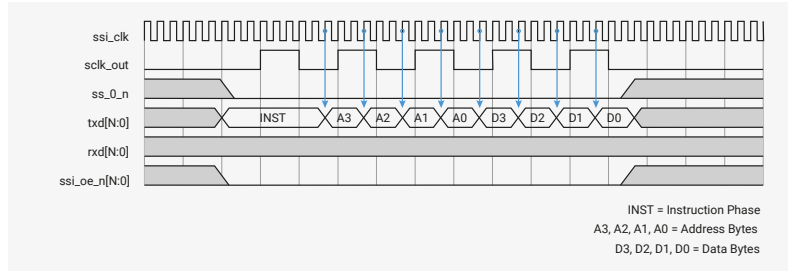 ssi_clk
sclk_out
ss_0_n
txd[N:0] INST A3 A2 A1 A0 D3 D2 D1 D0
rxd[N:0]
ssi_oe_n[N:0]
INST = Instruction Phase
A3, A2, A1, A0 = Address Bytes
D3, D2, D1, D0 = Data Bytes